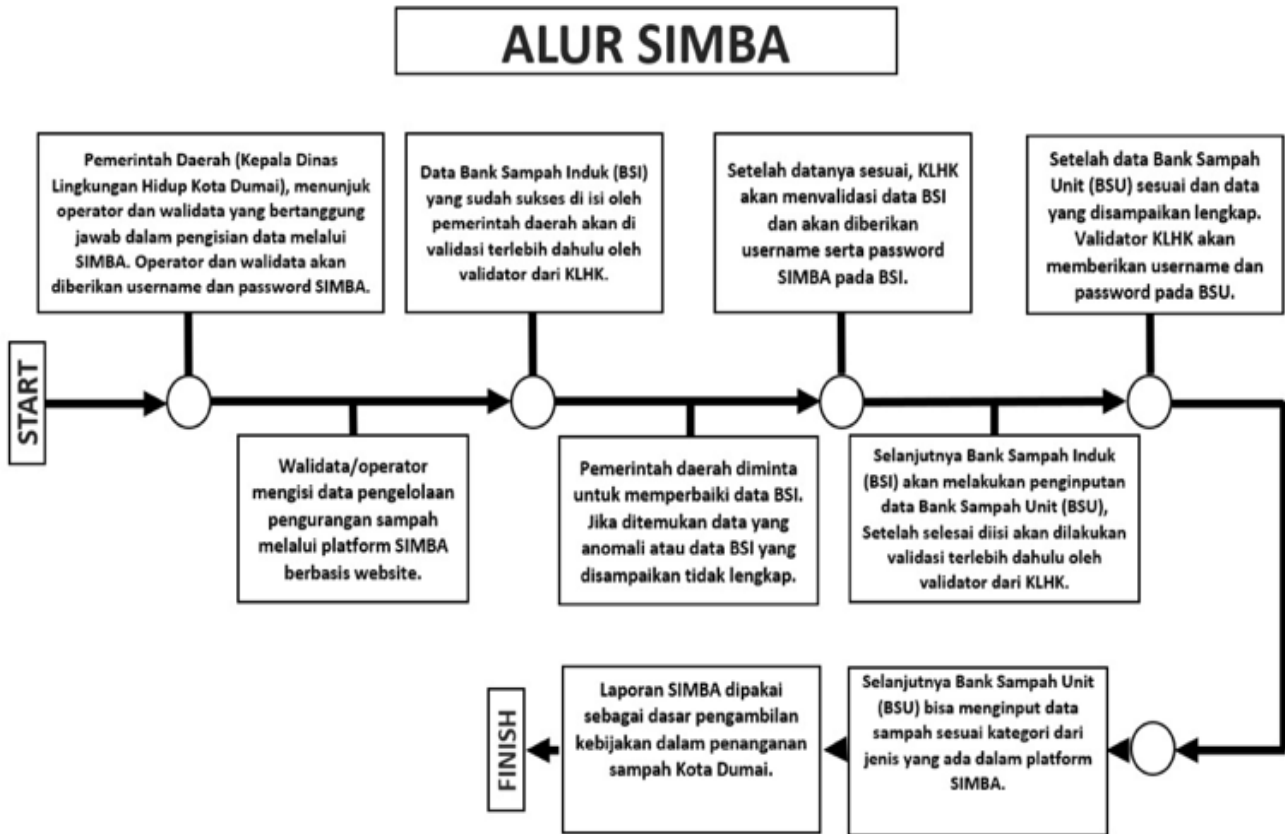 ALUR SIMBA
START
Pemerintah Daerah (Kepala Dinas
Lingkungan Hidup Kota Dumai), menunjuk
operator dan walidata yang bertanggung
jawab dalam pengisian data melalui
SIMBA. Operator dan walidata akan
diberikan username dan password SIMBA.
Walidata/operator
mengisi data pengelolaan
pengurangan sampah
melalui platform SIMBA
berbasis website.
Data Bank Sampah Induk (BSI)
yang sudah sukses di isi oleh
pemerintah daerah akan di
validasi terlebih dahulu oleh
validator dari KLHK.
Pemerintah daerah diminta
untuk memperbaiki data BSI.
Jika ditemukan data yang
anomali atau data BSI yang
disampaikan tidak lengkap.
Setelah datanya sesuai, KLHK
akan menvalidasi data BSI
dan akan diberikan
username serta password
SIMBA pada BSI.
Selanjutnya Bank Sampah Induk
(BSI) akan melakukan penginputan
data Bank Sampah Unit (BSU),
Setelah selesai diisi akan dilakukan
validasi terlebih dahulu oleh
validator dari KLHK.
Setelah data Bank Sampah
Unit (BSU) sesuai dan data
yang disampaikan lengkap.
Validator KLHK akan
memberikan username dan
password pada BSU.
Selanjutnya Bank Sampah Unit
(BSU) bisa menginput data
sampah sesuai kategori dari
jenis yang ada dalam platform
SIMBA.
Laporan SIMBA dipakai
sebagai dasar pengambilan
kebijakan dalam penanganan
sampah Kota Dumai.
FINISH